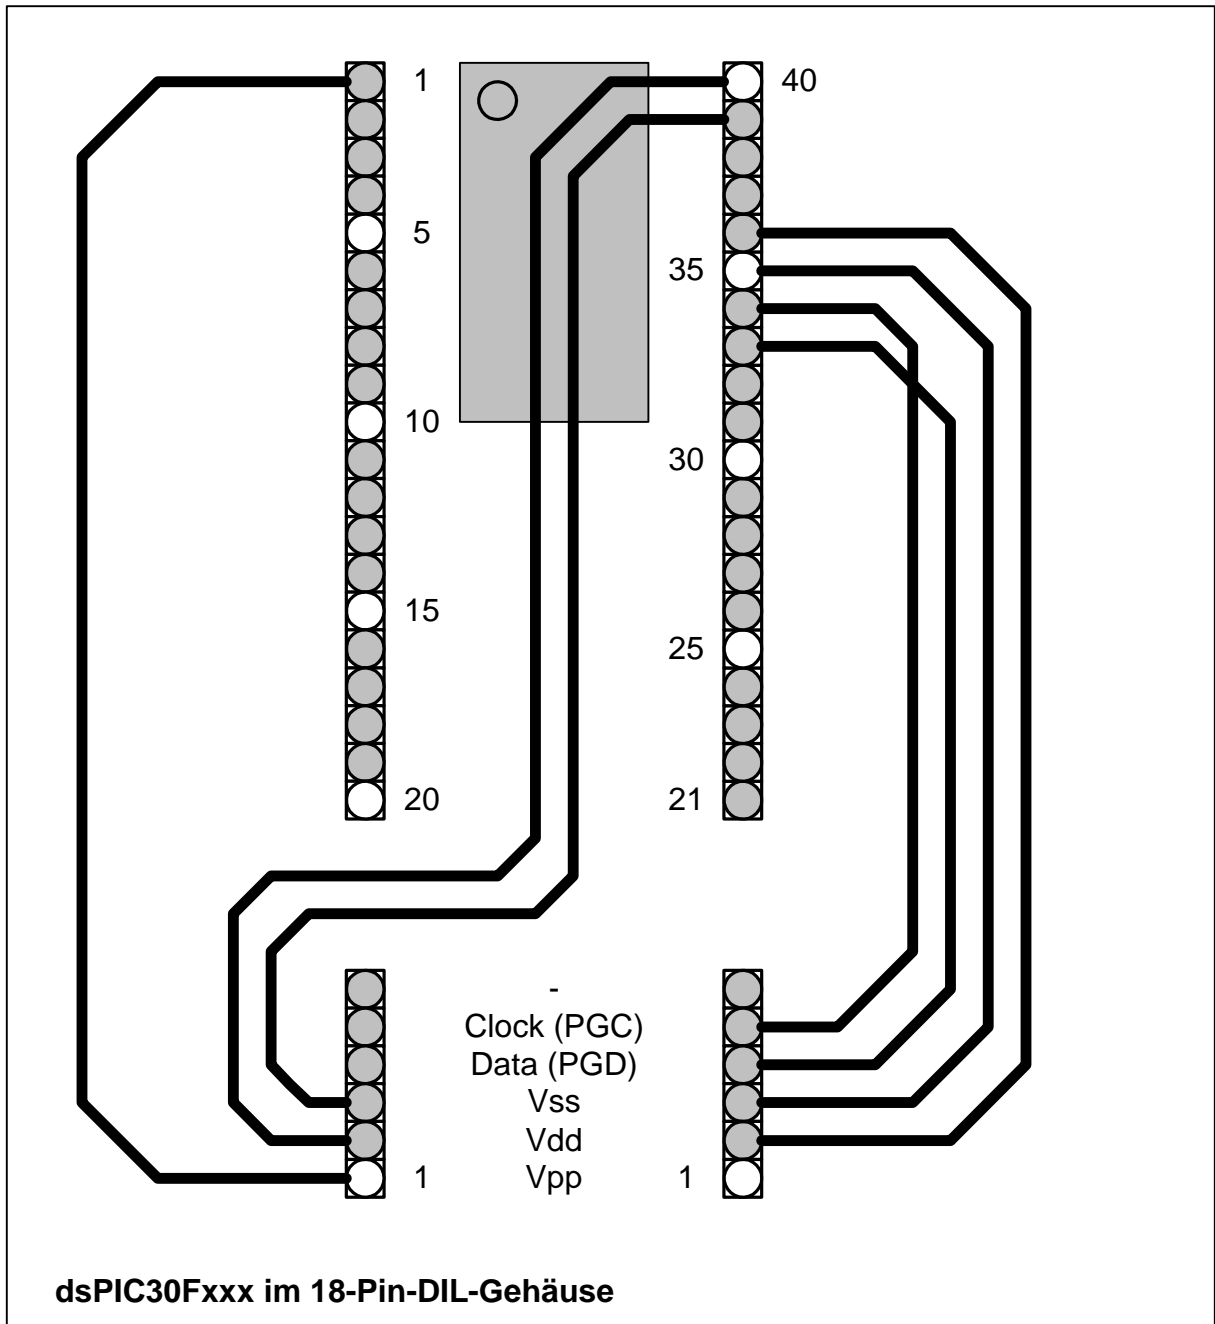 1 40
5
35
10
30
15
25
20 21
-
Clock (PGC)
Data (PGD)
Vss
Vdd
1 Vpp 1
dsPIC30Fxxx im 18-Pin-DIL-Gehäuse